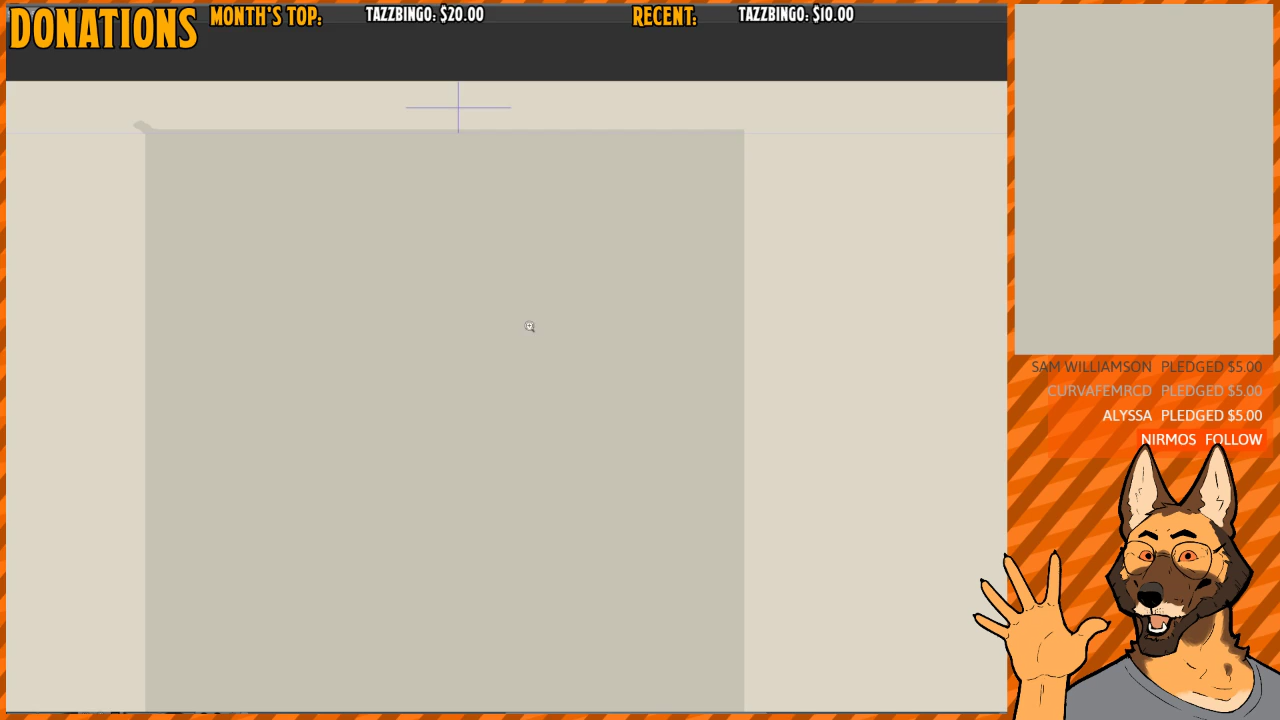 DONATIONS MONTH'S TOP: TAZZBINGO: $20.00 RECENT: TAZZBINGO: $10.00
SAM WILLIAMSON PLEDGED $5.00
CURVAFEMRCD PLEDGED $5.00
ALYSSA PLEDGED $5.00
NIRMOS FOLLOW